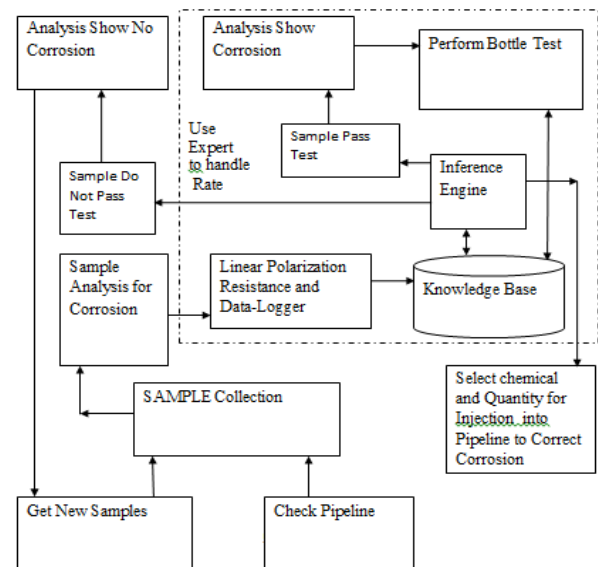 Analysis Show No
Corrosion
Analysis Show
Corrosion
Perform Bottle Test
Use
Expert
to handle
Rate
Sample Pass
Test
Sample Do
Not Pass
Test
Inference
Engine
Sample
Analysis for
Corrosion
Linear Polarization
Resistance and
Data-Logger
Knowledge Base
Select chemical
and Quantity for
Injection into
Pipeline to Correct
Corrosion
SAMPLE Collection
Get New Samples
Check Pipeline